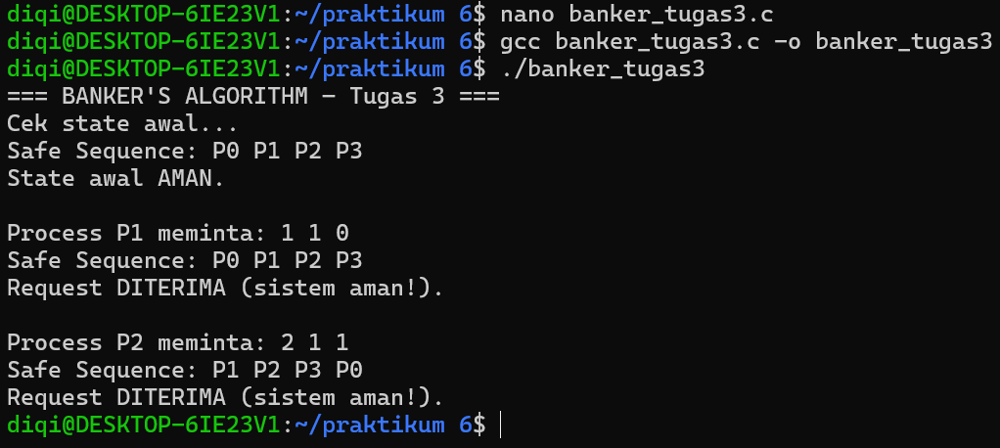 diqi@DESKTOP-6IE23V1:~/praktikum 6$ nano banker_tugas3.c
diqi@DESKTOP-6IE23V1:~/praktikum 6$ gcc banker_tugas3.c -o banker_tugas3
diqi@DESKTOP-6IE23V1:~/praktikum 6$ ./banker_tugas3
=== BANKER'S ALGORITHM - Tugas 3 ===
Cek state awal...
Safe Sequence: P0 P1 P2 P3
State awal AMAN.

Process P1 meminta: 1 1 0
Safe Sequence: P0 P1 P2 P3
Request DITERIMA (sistem aman!).

Process P2 meminta: 2 1 1
Safe Sequence: P1 P2 P3 P0
Request DITERIMA (sistem aman!).
diqi@DESKTOP-6IE23V1:~/praktikum 6$